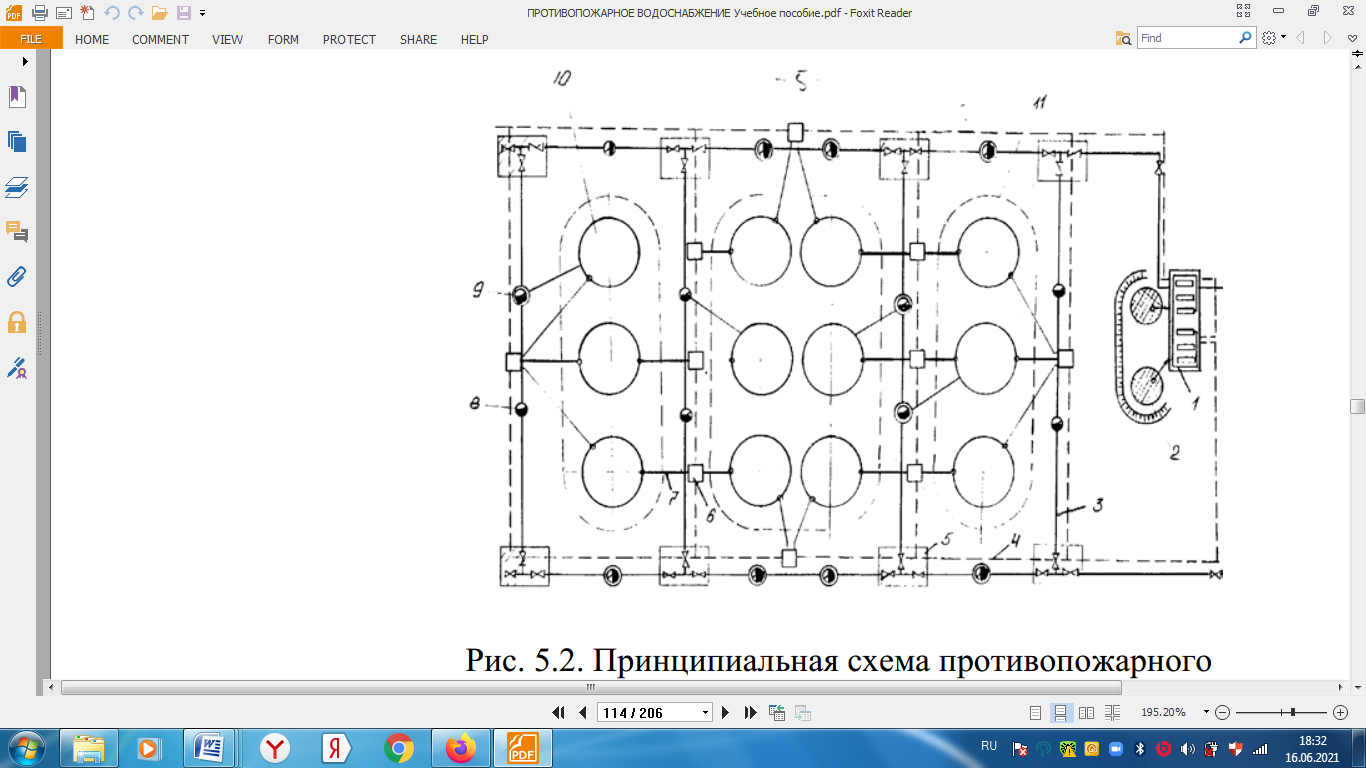 ПРОТИВОПОЖАРНОЕ ВОДОСНАБЖЕНИЕ Учебное пособие.pdf - Foxit Reader
FILE HOME COMMENT VIEW FORM PROTECT SHARE HELP
Find
10 - 5 11
9
8
1
2
7
6
3
5 4
Рис. 5.2. Принципиальная схема противопожарного
114 / 206
195.20%
RU
18:32
16.06.2021